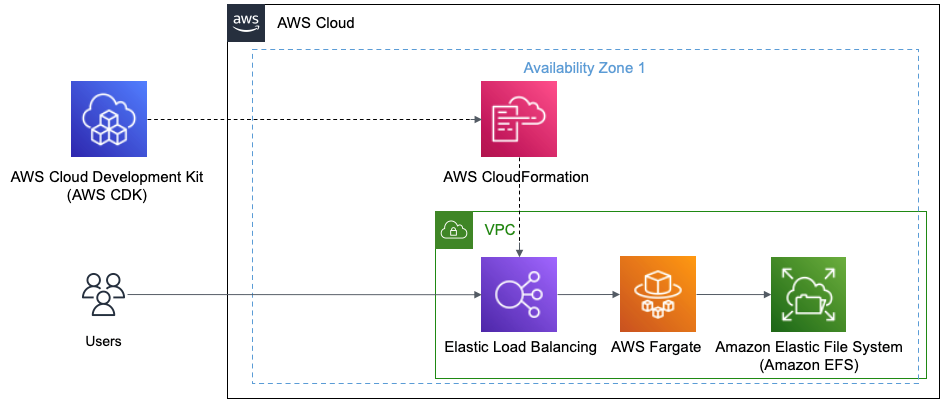 aws
AWS Cloud
Availability Zone 1
AWS Cloud Development Kit
(AWS CDK)
AWS CloudFormation
VPC
Users
Elastic Load Balancing
AWS Fargate
Amazon Elastic File System
(Amazon EFS)